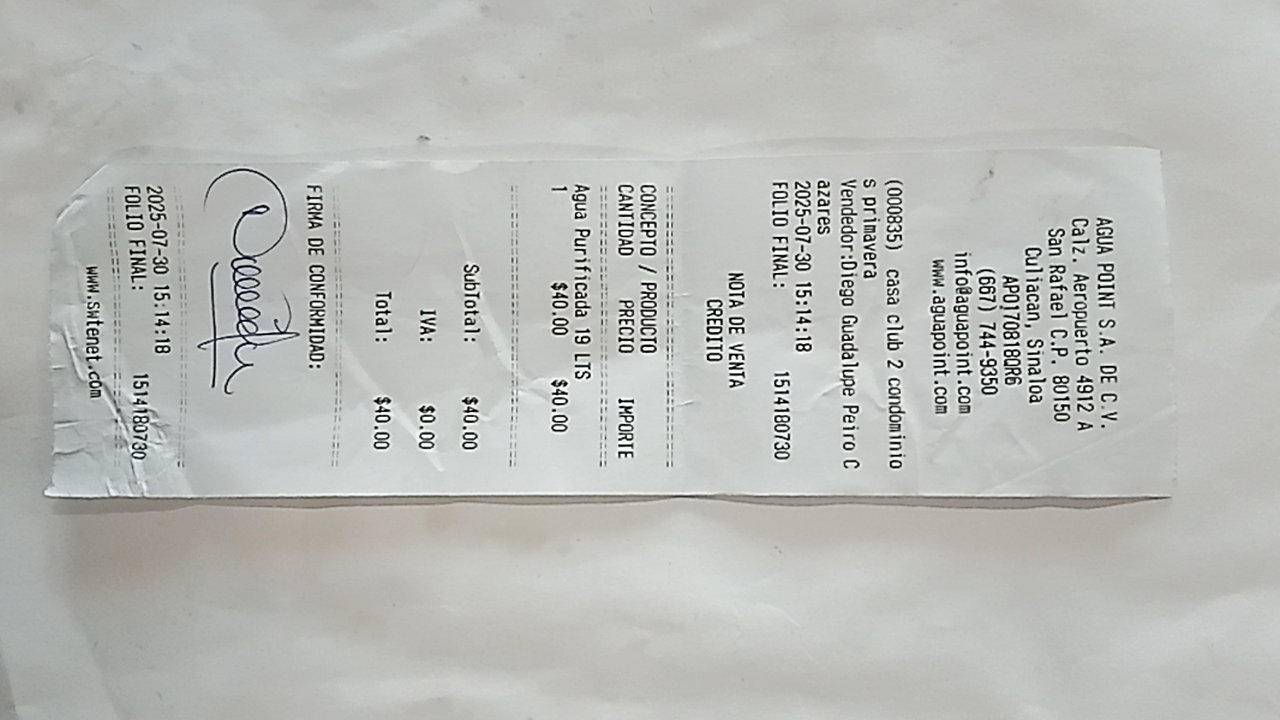 AGUA POINT S.A. DE C.V.
Calz. Aeropuerto 4912 A
San Rafael C.P. 80150
Culiacan, Sinaloa
APO170818QR6
(667) 744-9350
info@aguapoint.com
www.aguapoint.com
(000835) casa club 2 condominio
s primavera
Vendedor:Diego Guadalupe Peiro C
azares
2025-07-30 15:14:18
FOLIO FINAL: 1514180730
NOTA DE VENTA
CREDITO
CONCEPTO / PRODUCTO
CANTIDAD PRECIO IMPORTE
Agua Purificada 19 LTS
1 $40.00 $40.00
SubTotal: $40.00
IVA: $0.00
Total: $40.00
FIRMA DE CONFORMIDAD:
2025-07-30 15:14:18
FOLIO FINAL: 1514180730
www.swtenet.com